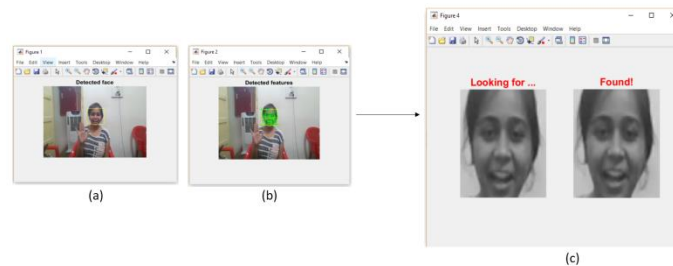 Figure 1
File Edit View Insert Tools Desktop Window Help
Detected face
(a)
Figure 2
File Edit View Insert Tools Desktop Window Help
Detected features
(b)
Figure 4
File Edit View Insert Tools Desktop Window Help
Looking for ...
Found!
(c)